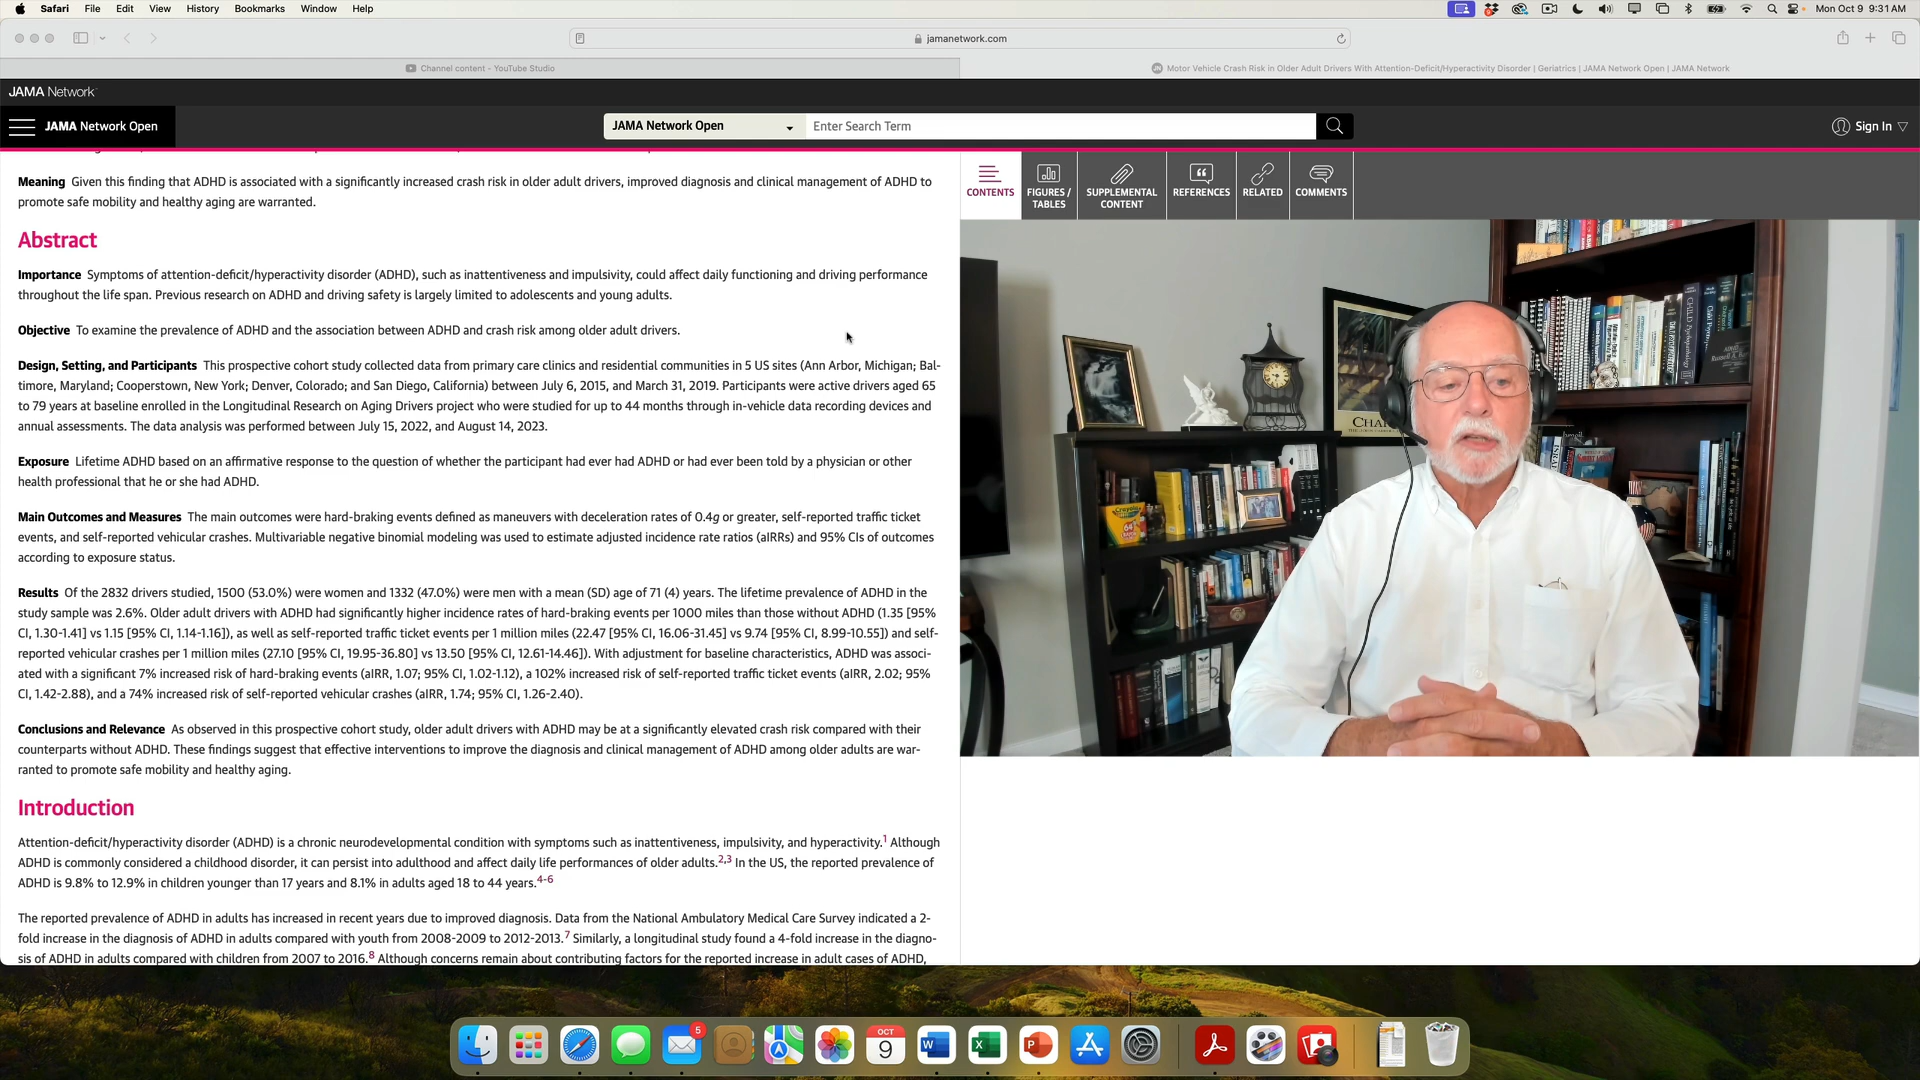 Safari File Edit View History Bookmarks Window Help
Mon Oct 9 9:31 AM
jamanetwork.com
Channel content - YouTube Studio
Motor Vehicle Crash Risk in Older Adult Drivers With Attention-Deficit/Hyperactivity Disorder | Geriatrics | JAMA Network Open | JAMA Network
JAMA Network
JAMA Network Open
JAMA Network Open
Enter Search Term
Sign In
Meaning Given this finding that ADHD is associated with a significantly increased crash risk in older adult drivers, improved diagnosis and clinical management of ADHD to
promote safe mobility and healthy aging are warranted.
Abstract
Importance Symptoms of attention-deficit/hyperactivity disorder (ADHD), such as inattentiveness and impulsivity, could affect daily functioning and driving performance
throughout the life span. Previous research on ADHD and driving safety is largely limited to adolescents and young adults.
Objective To examine the prevalence of ADHD and the association between ADHD and crash risk among older adult drivers.
Design, Setting, and Participants This prospective cohort study collected data from primary care clinics and residential communities in 5 US sites (Ann Arbor, Michigan; Bal-
timore, Maryland; Cooperstown, New York; Denver, Colorado; and San Diego, California) between July 6, 2015, and March 31, 2019. Participants were active drivers aged 65
to 79 years at baseline enrolled in the Longitudinal Research on Aging Drivers project who were studied for up to 44 months through in-vehicle data recording devices and
annual assessments. The data analysis was performed between July 15, 2022, and August 14, 2023.
Exposure Lifetime ADHD based on an affirmative response to the question of whether the participant had ever had ADHD or had ever been told by a physician or other
health professional that he or she had ADHD.
Main Outcomes and Measures The main outcomes were hard-braking events defined as maneuvers with deceleration rates of 0.4g or greater, self-reported traffic ticket
events, and self-reported vehicular crashes. Multivariable negative binomial modeling was used to estimate adjusted incidence rate ratios (aIRRs) and 95% CIs of outcomes
according to exposure status.
Results Of the 2832 drivers studied, 1500 (53.0%) were women and 1332 (47.0%) were men with a mean (SD) age of 71 (4) years. The lifetime prevalence of ADHD in the
study sample was 2.6%. Older adult drivers with ADHD had significantly higher incidence rates of hard-braking events per 1000 miles than those without ADHD (1.35 [95%
CI, 1.30-1.41] vs 1.15 [95% CI, 1.14-1.16]), as well as self-reported traffic ticket events per 1 million miles (22.47 [95% CI, 16.06-31.45] vs 9.74 [95% CI, 8.99-10.55]) and self-
reported vehicular crashes per 1 million miles (27.10 [95% CI, 19.95-36.80] vs 13.50 [95% CI, 12.61-14.46]). With adjustment for baseline characteristics, ADHD was associ-
ated with a significant 7% increased risk of hard-braking events (aIRR, 1.07; 95% CI, 1.02-1.12), a 102% increased risk of self-reported traffic ticket events (aIRR, 2.02; 95%
CI, 1.42-2.88), and a 74% increased risk of self-reported vehicular crashes (aIRR, 1.74; 95% CI, 1.26-2.40).
Conclusions and Relevance As observed in this prospective cohort study, older adult drivers with ADHD may be at a significantly elevated crash risk compared with their
counterparts without ADHD. These findings suggest that effective interventions to improve the diagnosis and clinical management of ADHD among older adults are war-
ranted to promote safe mobility and healthy aging.
Introduction
Attention-deficit/hyperactivity disorder (ADHD) is a chronic neurodevelopmental condition with symptoms such as inattentiveness, impulsivity, and hyperactivity.1 Although
ADHD is commonly considered a childhood disorder, it can persist into adulthood and affect daily life performances of older adults.2,3 In the US, the reported prevalence of
ADHD is 9.8% to 12.9% in children younger than 17 years and 8.1% in adults aged 18 to 44 years.4-6
The reported prevalence of ADHD in adults has increased in recent years due to improved diagnosis. Data from the National Ambulatory Medical Care Survey indicated a 2-
fold increase in the diagnosis of ADHD in adults compared with youth from 2008-2009 to 2012-2013.7 Similarly, a longitudinal study found a 4-fold increase in the diagno-
sis of ADHD in adults compared with children from 2007 to 2016.8 Although concerns remain about contributing factors for the reported increase in adult cases of ADHD,
CONTENTS
FIGURES /
TABLES
SUPPLEMENTAL
CONTENT
REFERENCES
RELATED
COMMENTS
Crayola
64
5
OCT
9
W
X
P